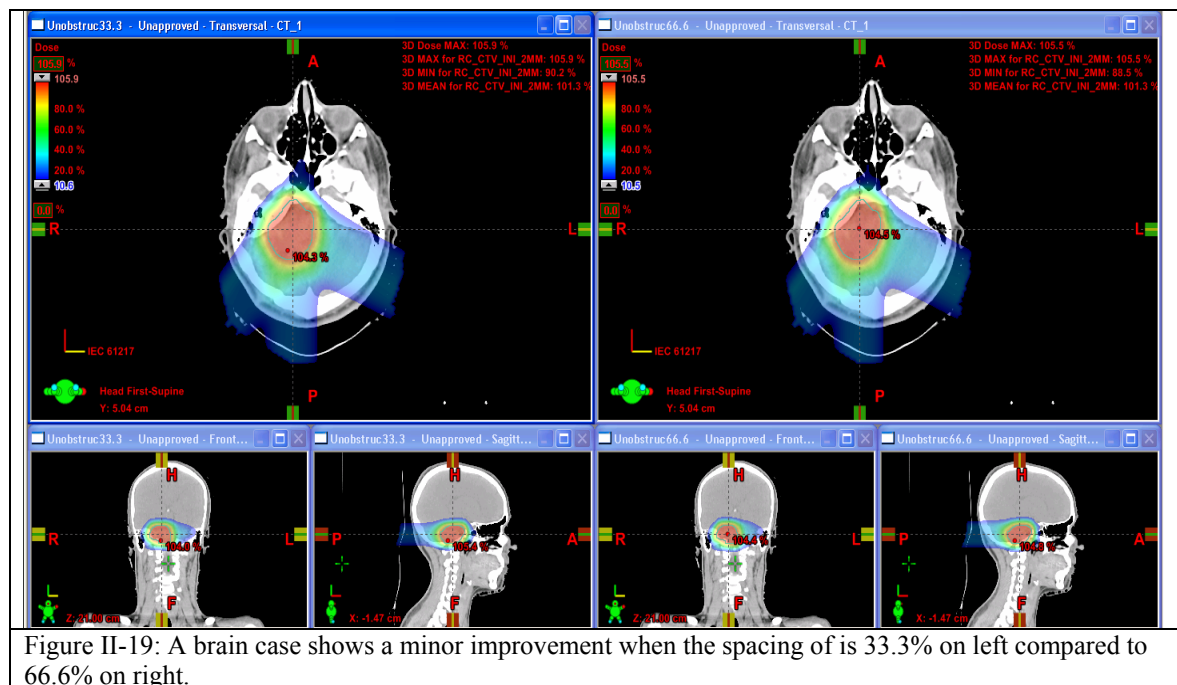 Unobstruc33.3 - Unapproved - Transversal - CT_1
Dose
105.9 %
105.9
80.0 %
60.0 %
40.0 %
20.0 %
10.6
0.0 %
3D Dose MAX: 105.9 %
3D MAX for RC_CTV_INI_2MM: 105.9 %
3D MIN for RC_CTV_INI_2MM: 90.2 %
3D MEAN for RC_CTV_INI_2MM: 101.3 %
A
R
L
104.3 %
IEC 61217
Head First-Supine
Y: 5.04 cm
P
Unobstruc66.6 - Unapproved - Transversal - CT_1
Dose
105.5 %
105.5
80.0 %
60.0 %
40.0 %
20.0 %
10.5
0.0 %
3D Dose MAX: 105.5 %
3D MAX for RC_CTV_INI_2MM: 105.5 %
3D MIN for RC_CTV_INI_2MM: 88.5 %
3D MEAN for RC_CTV_INI_2MM: 101.3 %
A
R
L
104.5 %
IEC 61217
Head First-Supine
Y: 5.04 cm
P
Unobstruc33.3 - Unapproved - Front...
H
R
L
F
Unobstruc33.3 - Unapproved - Sagitt...
H
P
A
F
X: -1.47 cm
Unobstruc66.6 - Unapproved - Front...
H
R
104.4 %
L
F
Unobstruc66.6 - Unapproved - Sagitt...
H
P
A
F
X: -1.47 cm
Figure II-19: A brain case shows a minor improvement when the spacing of is 33.3% on left compared to
66.6% on right.